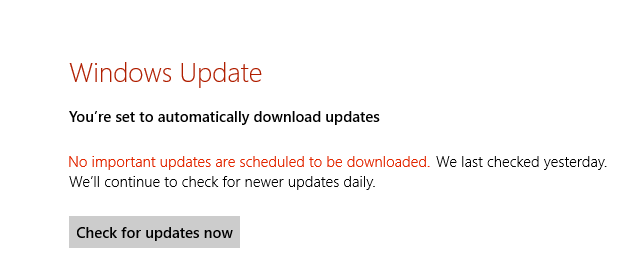 Windows Update
You're set to automatically download updates
No important updates are scheduled to be downloaded. We last checked yesterday.
We'll continue to check for newer updates daily.
Check for updates now